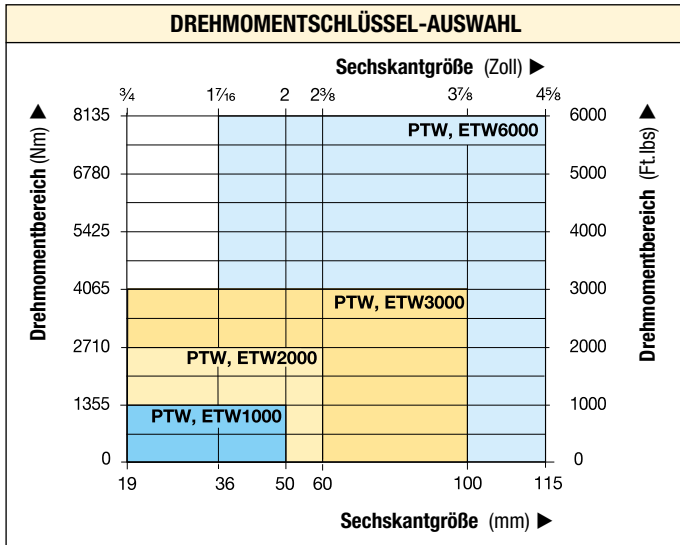 DREHMOMENTSCHLÜSSEL-AUSWAHL
Sechskantgröße (Zoll) ▶
¾ 1⁷⁄₁₆ 2 2⅜ 3⅞ 4⅝
Drehmomentbereich (Nm) ▶
8135
6780
5425
4065
2710
1355
0
PTW, ETW6000
PTW, ETW3000
PTW, ETW2000
PTW, ETW1000
6000
5000
4000
3000
2000
1000
0
Drehmomentbereich (Ft.lbs) ▶
19 36 50 60 100 115
Sechskantgröße (mm) ▶